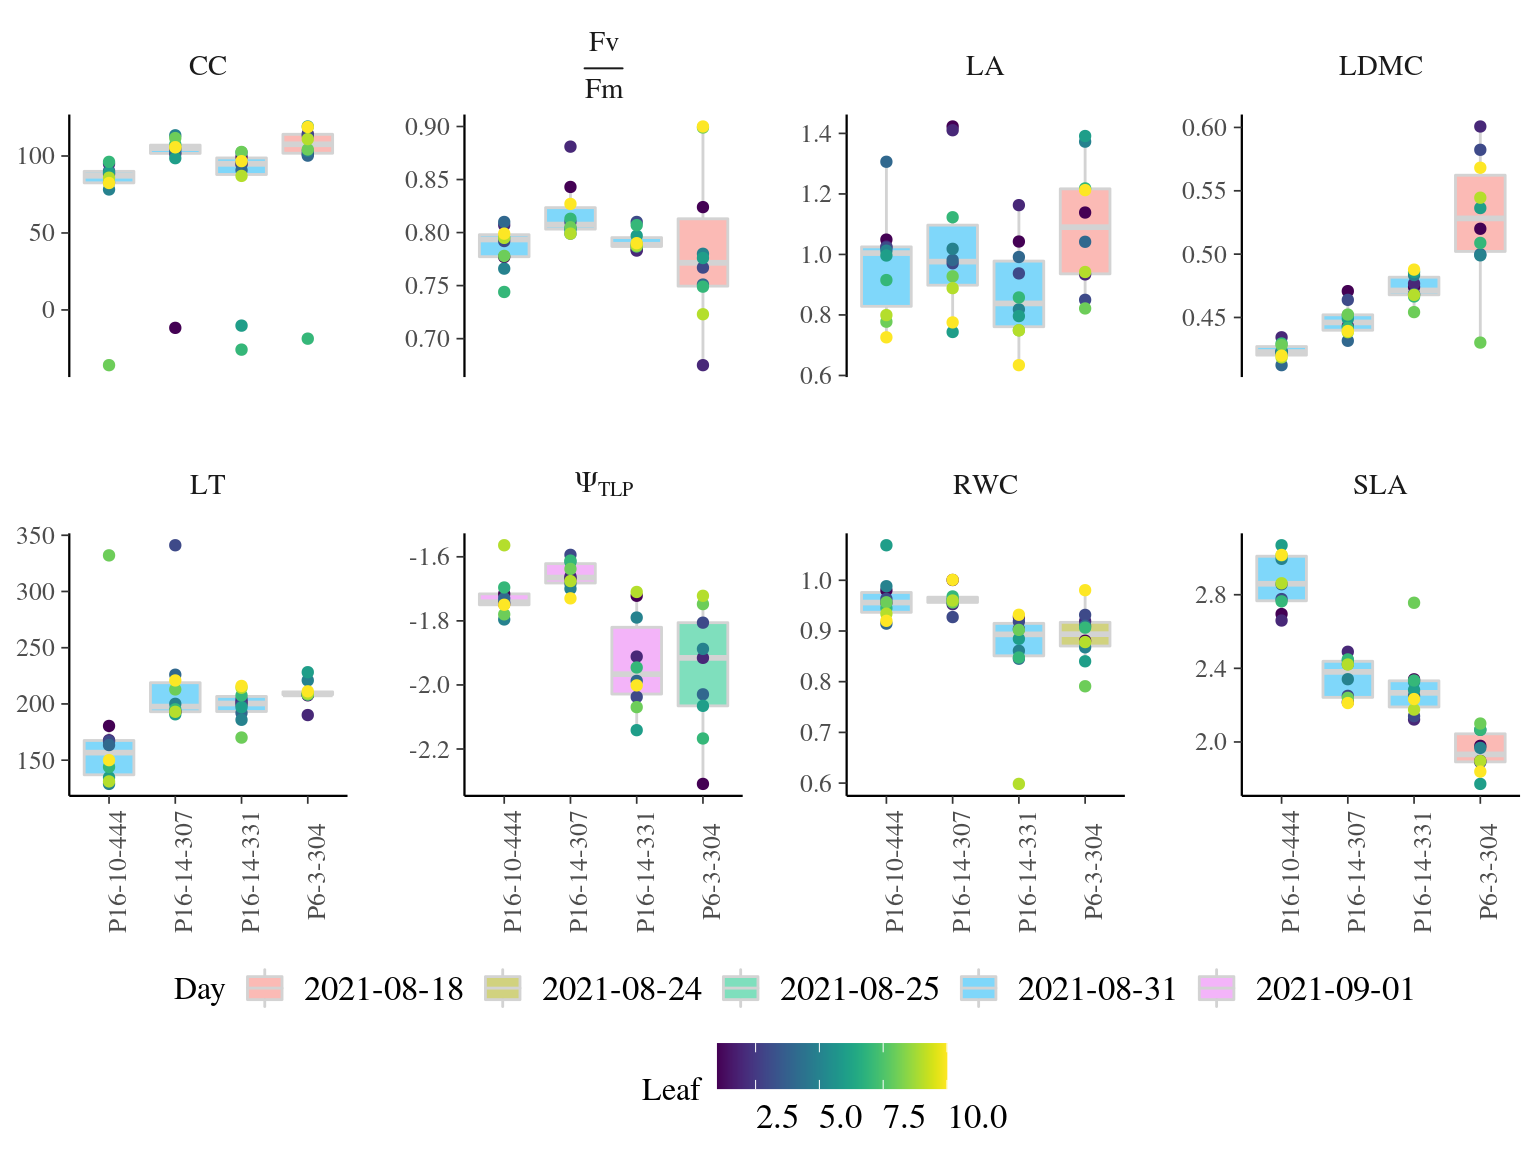 CC
Fv
Fm
LA
LDMC
100
50
0
0.90
0.85
0.80
0.75
0.70
1.4
1.2
1.0
0.8
0.6
0.60
0.55
0.50
0.45
LT
ΨTLP
RWC
SLA
350
300
250
200
150
-1.6
-1.8
-2.0
-2.2
1.0
0.9
0.8
0.7
0.6
2.8
2.4
2.0
P16-10-444
P16-14-307
P16-14-331
P6-3-304
P16-10-444
P16-14-307
P16-14-331
P6-3-304
P16-10-444
P16-14-307
P16-14-331
P6-3-304
P16-10-444
P16-14-307
P16-14-331
P6-3-304
Day 2021-08-18 2021-08-24 2021-08-25 2021-08-31 2021-09-01
Leaf
2.5 5.0 7.5 10.0